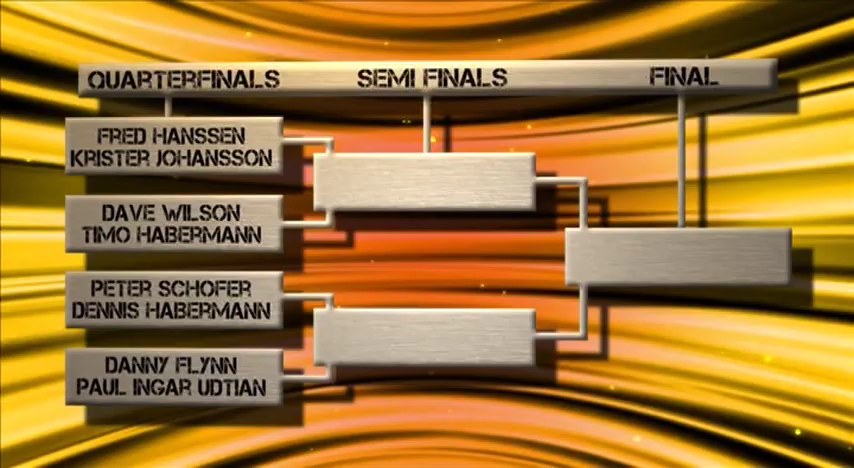 QUARTERFINALS SEMI FINALS FINAL
FRED HANSSEN
KRISTER JOHANSSON
DAVE WILSON
TIMO HABERMANN
PETER SCHOFER
DENNIS HABERMANN
DANNY FLYNN
PAUL INGAR UDTIAN